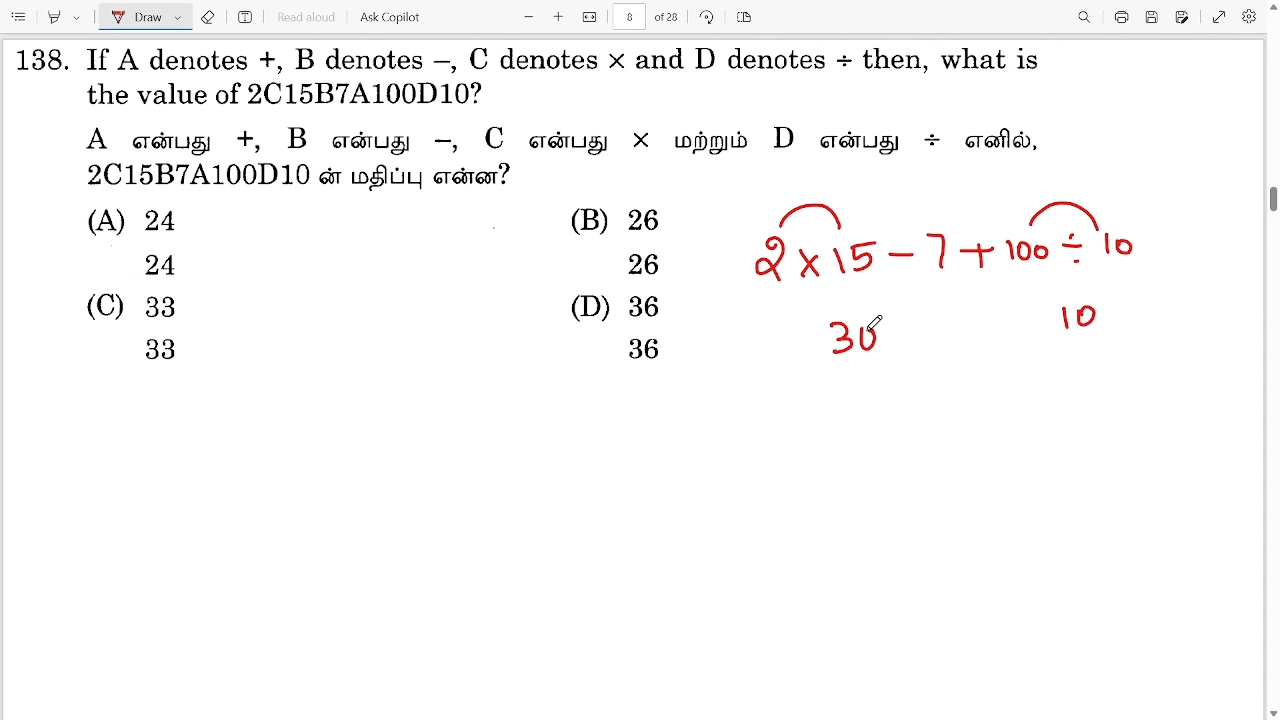 Draw
Read aloud
Ask Copilot
8
of 28
138. If A denotes +, B denotes –, C denotes × and D denotes ÷ then, what is
the value of 2C15B7A100D10?
A என்பது +, B என்பது –, C என்பது × மற்றும் D என்பது ÷ எனில்,
2C15B7A100D10 ன் மதிப்பு என்ன?
(A) 24
24
(B) 26
26
(C) 33
33
(D) 36
36
2 × 15 – 7 + 100 ÷ 10
30
10